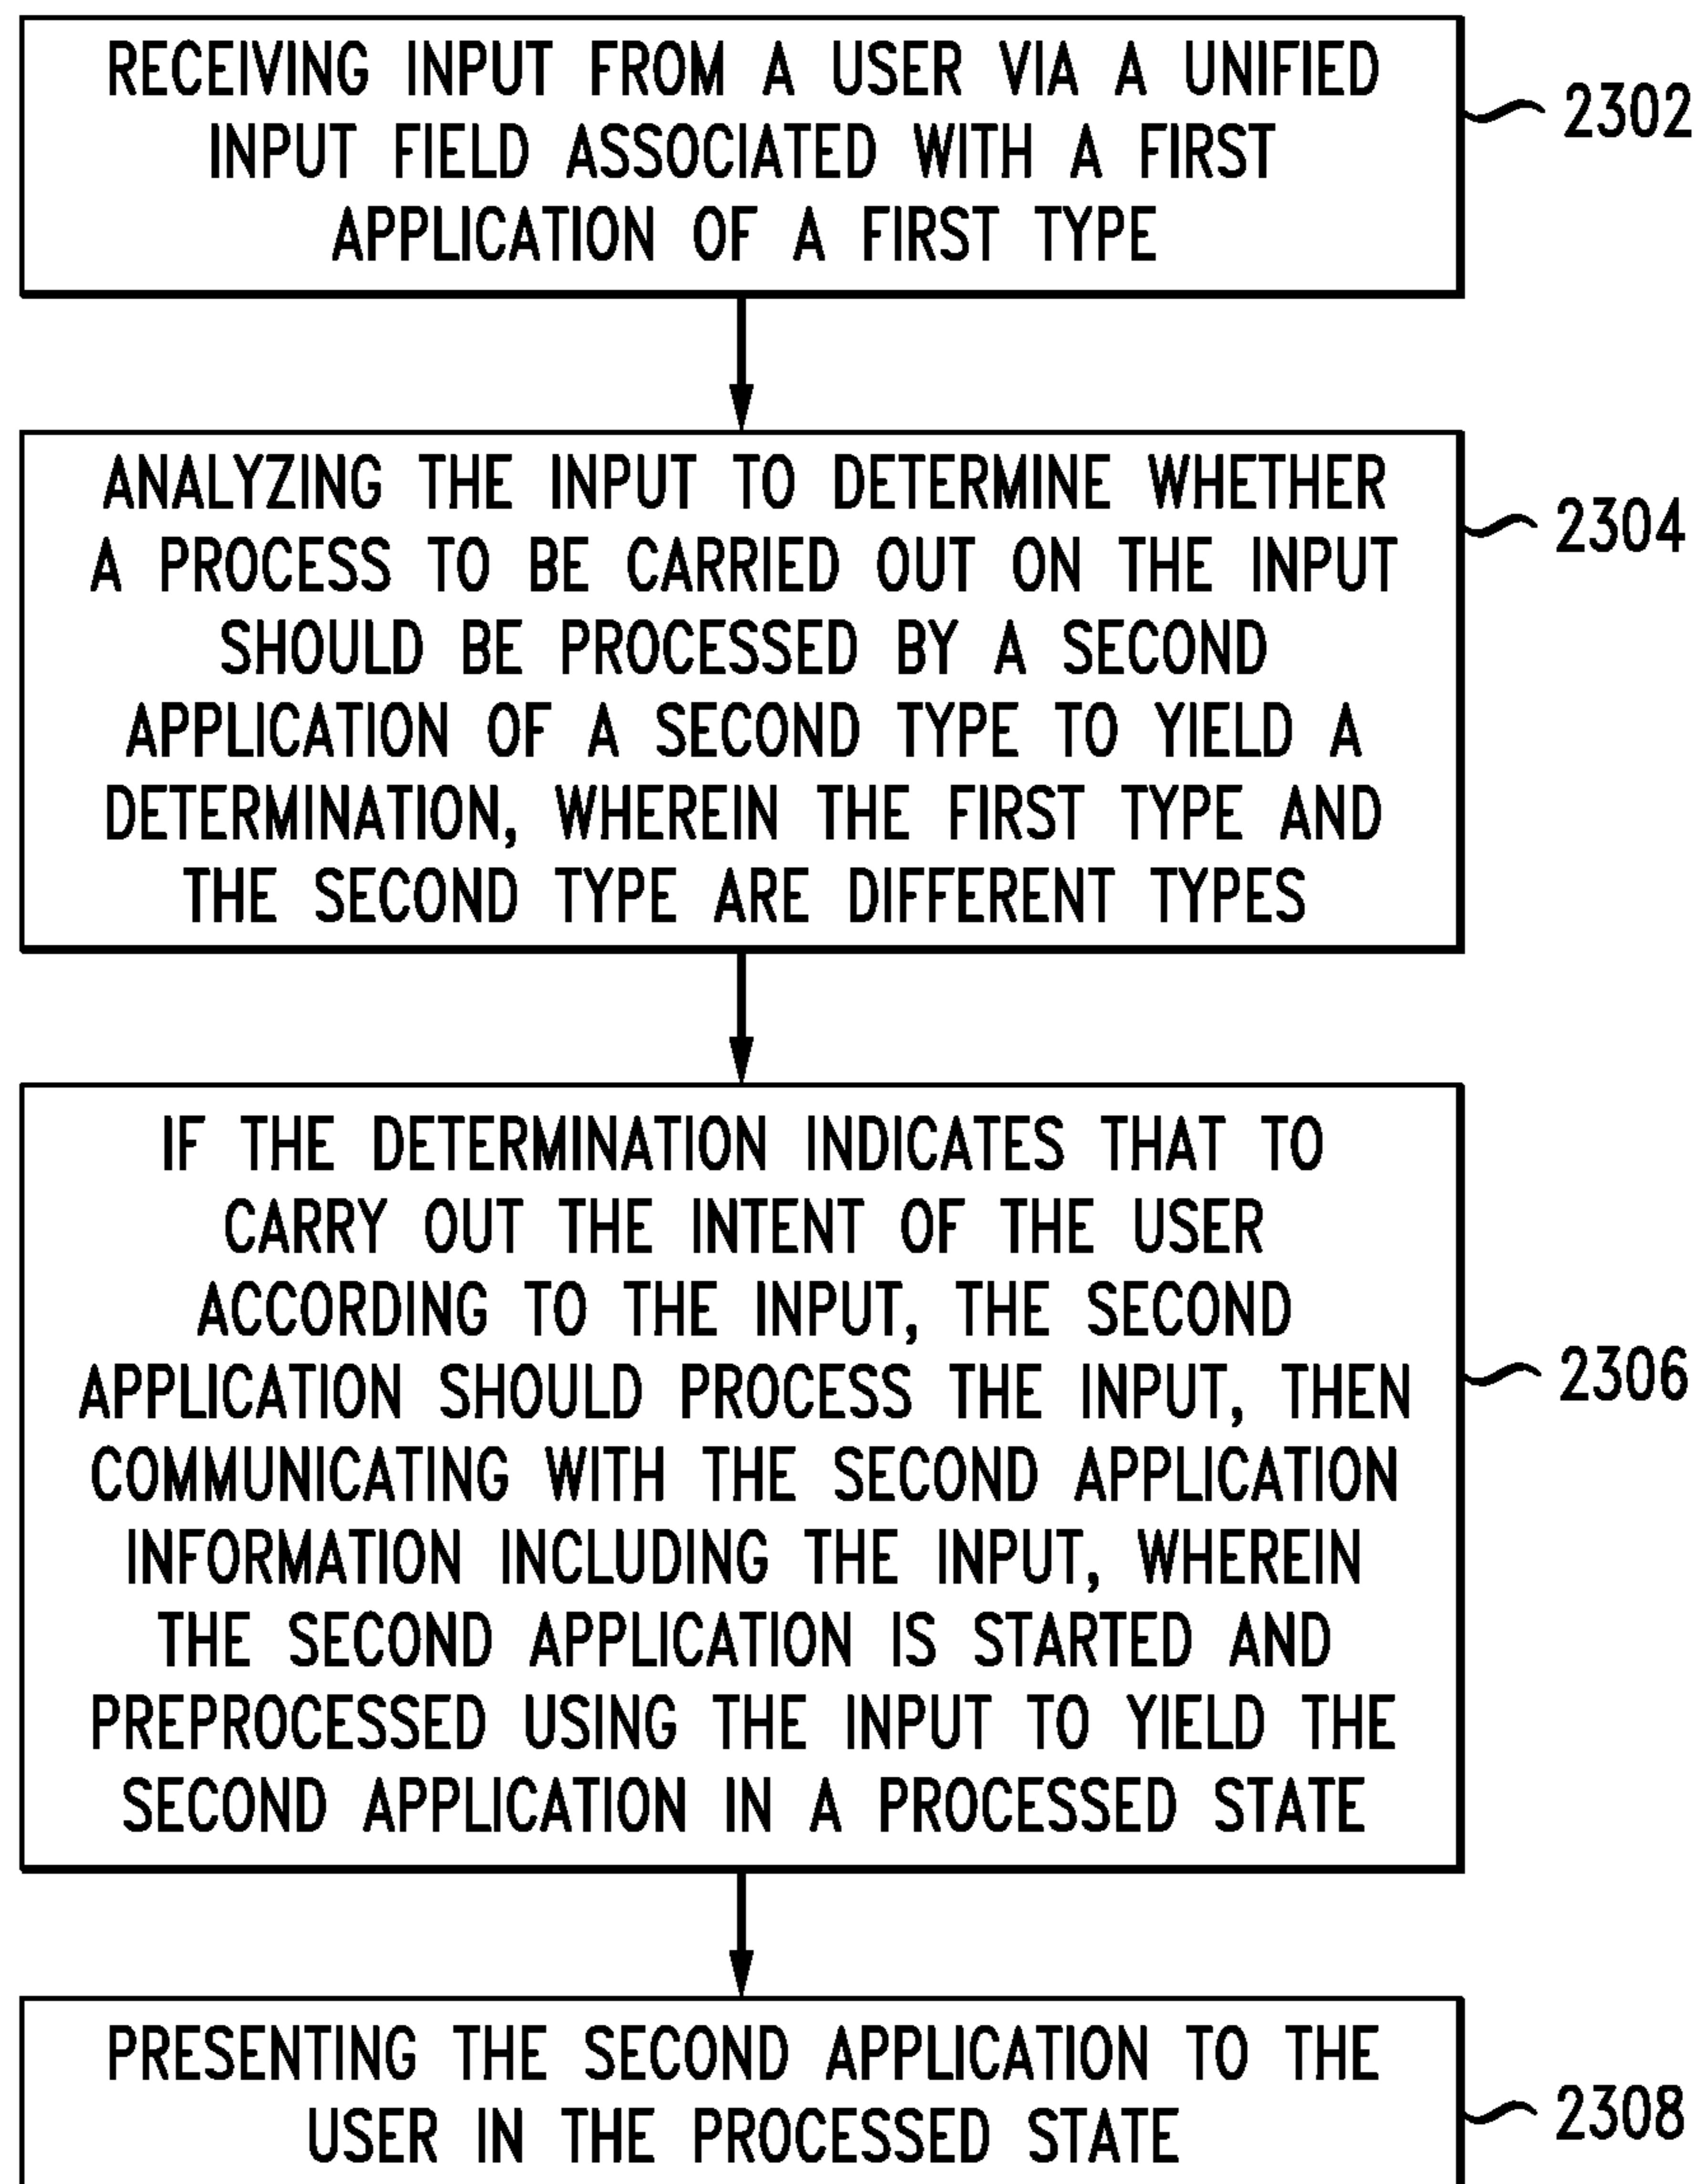 RECEIVING INPUT FROM A USER VIA A UNIFIED
INPUT FIELD ASSOCIATED WITH A FIRST
APPLICATION OF A FIRST TYPE
2302
ANALYZING THE INPUT TO DETERMINE WHETHER
A PROCESS TO BE CARRIED OUT ON THE INPUT
SHOULD BE PROCESSED BY A SECOND
APPLICATION OF A SECOND TYPE TO YIELD A
DETERMINATION, WHEREIN THE FIRST TYPE AND
THE SECOND TYPE ARE DIFFERENT TYPES
2304
IF THE DETERMINATION INDICATES THAT TO
CARRY OUT THE INTENT OF THE USER
ACCORDING TO THE INPUT, THE SECOND
APPLICATION SHOULD PROCESS THE INPUT, THEN
COMMUNICATING WITH THE SECOND APPLICATION
INFORMATION INCLUDING THE INPUT, WHEREIN
THE SECOND APPLICATION IS STARTED AND
PREPROCESSED USING THE INPUT TO YIELD THE
SECOND APPLICATION IN A PROCESSED STATE
2306
PRESENTING THE SECOND APPLICATION TO THE
USER IN THE PROCESSED STATE
2308